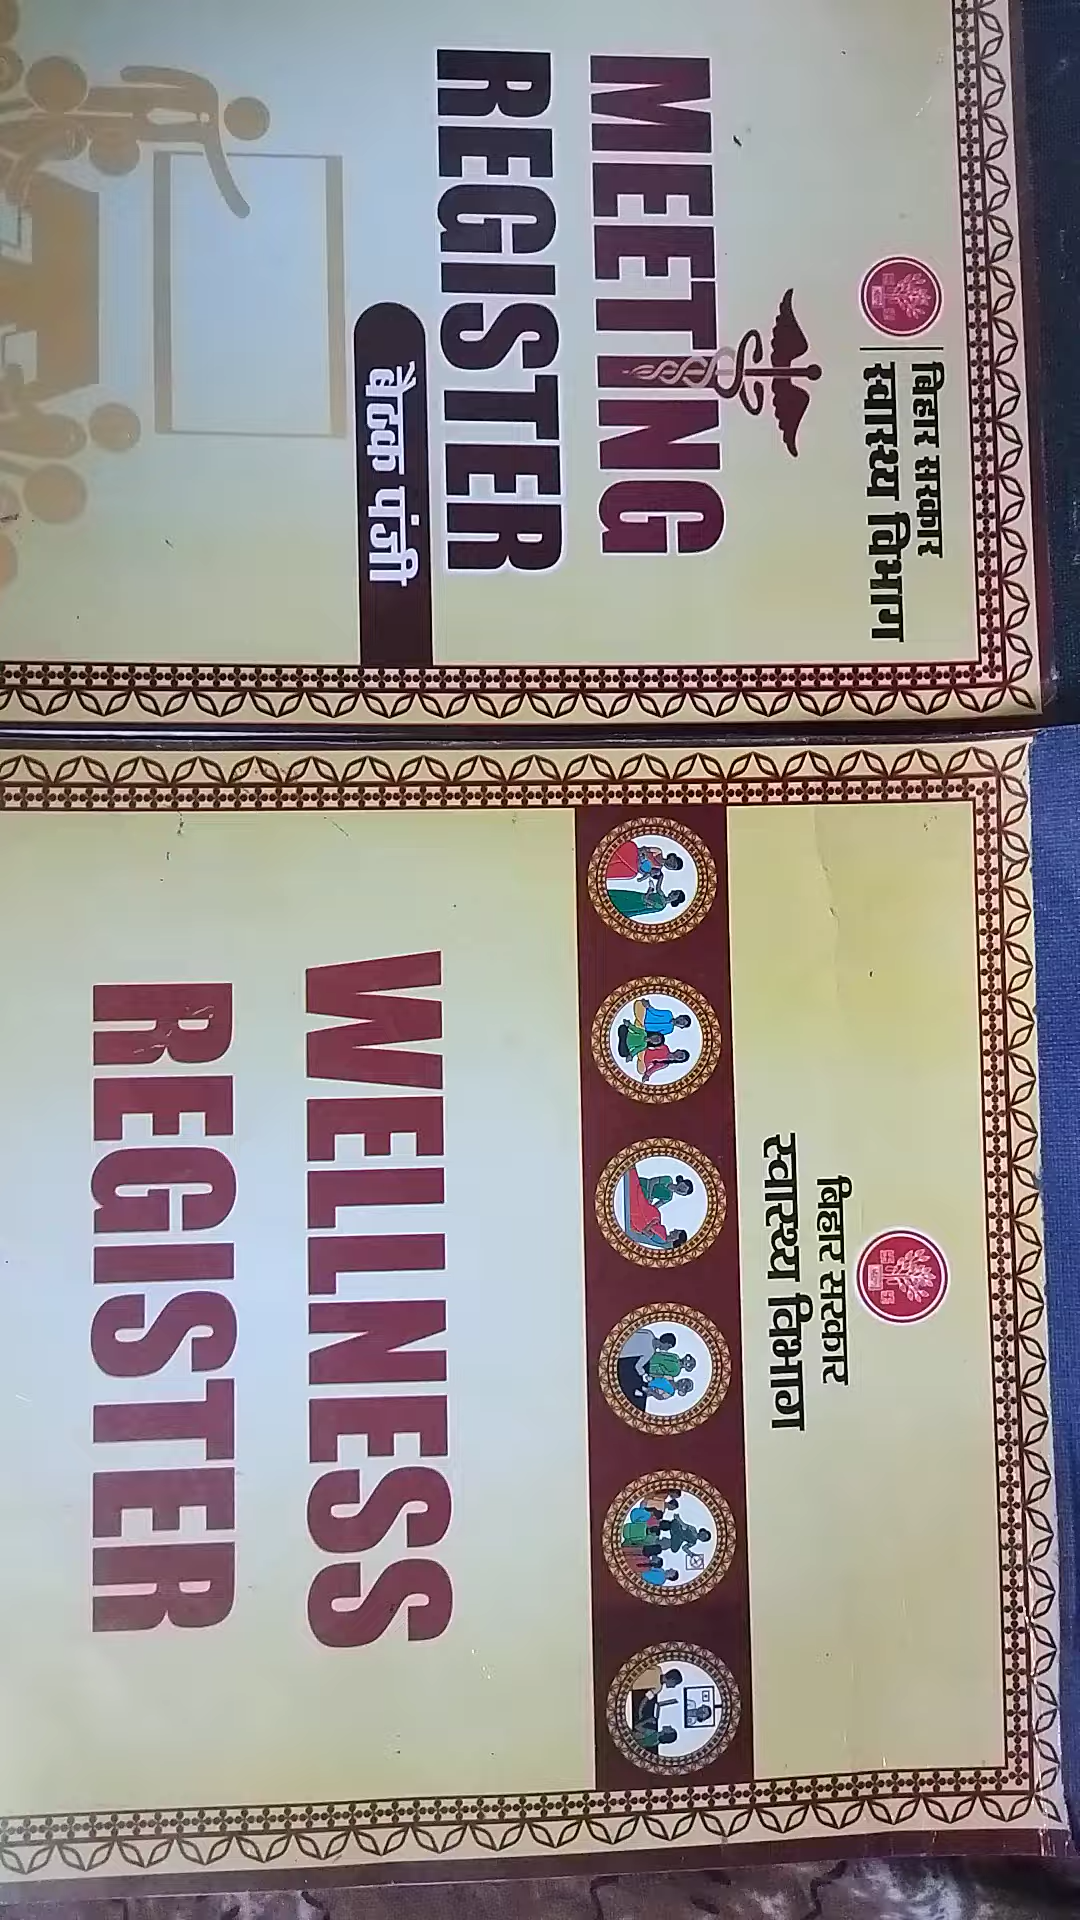 बिहार सरकार
स्वास्थ्य विभाग
MEETING
REGISTER
बैठक पंजी
बिहार सरकार
स्वास्थ्य विभाग
WELLNESS
REGISTER